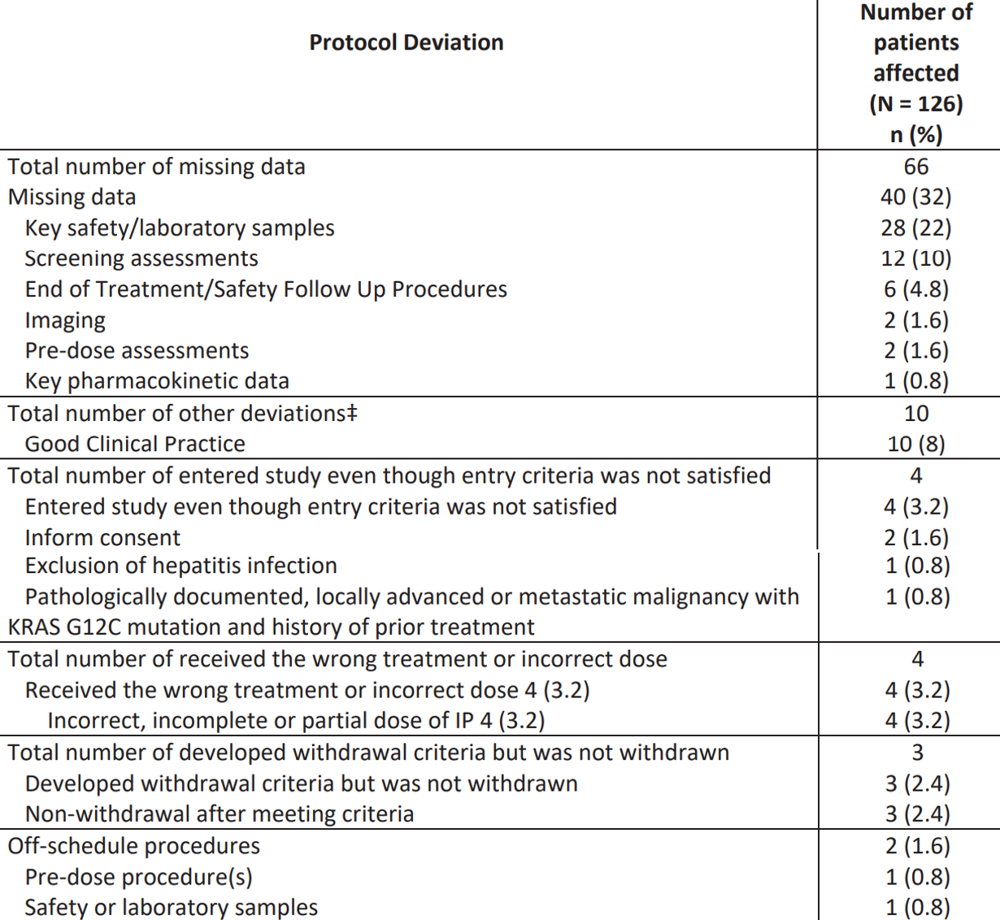 Protocol Deviation
Number of
patients
affected
(N = 126)
n (%)
Total number of missing data 66
Missing data 40 (32)
Key safety/laboratory samples 28 (22)
Screening assessments 12 (10)
End of Treatment/Safety Follow Up Procedures 6 (4.8)
Imaging 2 (1.6)
Pre-dose assessments 2 (1.6)
Key pharmacokinetic data 1 (0.8)
Total number of other deviations‡ 10
Good Clinical Practice 10 (8)
Total number of entered study even though entry criteria was not satisfied 4
Entered study even though entry criteria was not satisfied 4 (3.2)
Inform consent 2 (1.6)
Exclusion of hepatitis infection 1 (0.8)
Pathologically documented, locally advanced or metastatic malignancy with 1 (0.8)
KRAS G12C mutation and history of prior treatment
Total number of received the wrong treatment or incorrect dose 4
Received the wrong treatment or incorrect dose 4 (3.2) 4 (3.2)
Incorrect, incomplete or partial dose of IP 4 (3.2) 4 (3.2)
Total number of developed withdrawal criteria but was not withdrawn 3
Developed withdrawal criteria but was not withdrawn 3 (2.4)
Non-withdrawal after meeting criteria 3 (2.4)
Off-schedule procedures 2 (1.6)
Pre-dose procedure(s) 1 (0.8)
Safety or laboratory samples 1 (0.8)